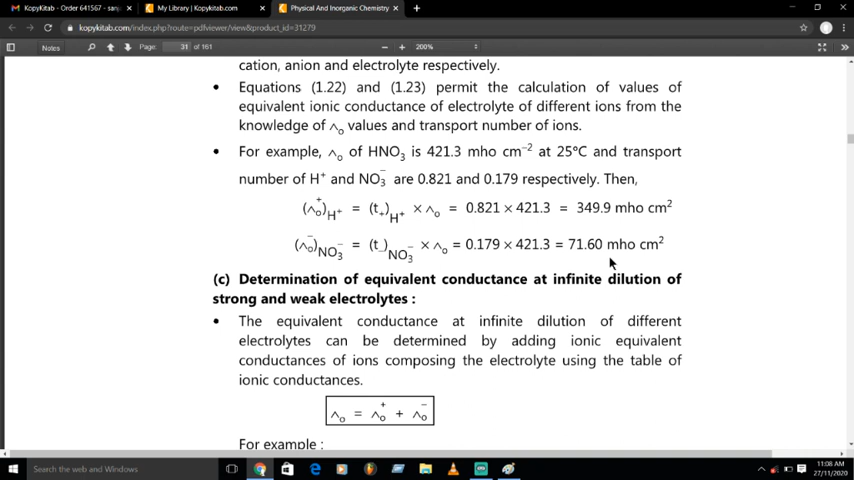 KopyKitab - Order 641567 - sanj
My Library | Kopykitab.com
Physical And Inorganic Chemistry
kopykitab.com/index.php?route=pdfviewer/view&product_id=31279
Notes
Page: 31 of 161
200%
cation, anion and electrolyte respectively.
• Equations (1.22) and (1.23) permit the calculation of values of
equivalent ionic conductance of electrolyte of different ions from the
knowledge of ^o values and transport number of ions.
• For example, ^o of HNO3 is 421.3 mho cm−2 at 25°C and transport
number of H+ and NO3− are 0.821 and 0.179 respectively. Then,
(^o+)H+ = (t+)H+ × ^o = 0.821 × 421.3 = 349.9 mho cm2
(^o−)NO3− = (t−)NO3− × ^o = 0.179 × 421.3 = 71.60 mho cm2
(c) Determination of equivalent conductance at infinite dilution of
strong and weak electrolytes :
• The equivalent conductance at infinite dilution of different
electrolytes can be determined by adding ionic equivalent
conductances of ions composing the electrolyte using the table of
ionic conductances.
^o = ^o+ + ^o−
For example :
Search the web and Windows
11:08 AM
27/11/2020